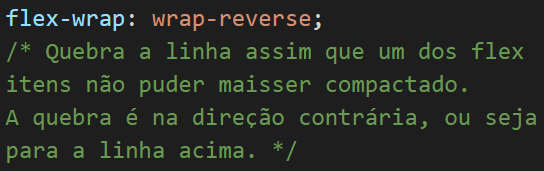 flex-wrap: wrap-reverse;
/* Quebra a linha assim que um dos flex
itens não puder maisser compactado.
A quebra é na direção contrária, ou seja
para a linha acima. */